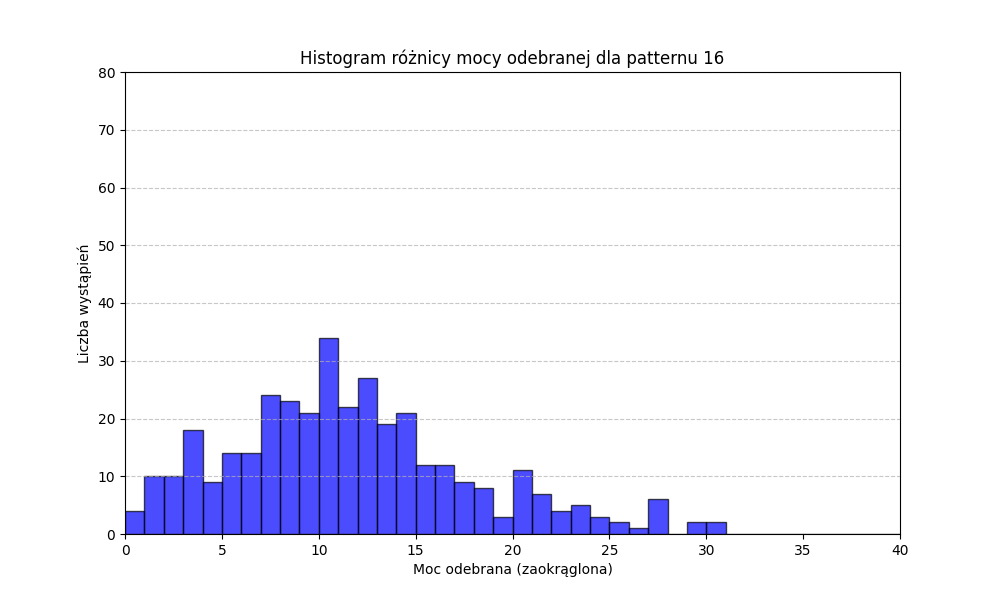 Histogram różnicy mocy odebranej dla patternu 16
80
70
60
50
40
30
20
10
0
Liczba wystąpień
0 5 10 15 20 25 30 35 40
Moc odebrana (zaokrąglona)